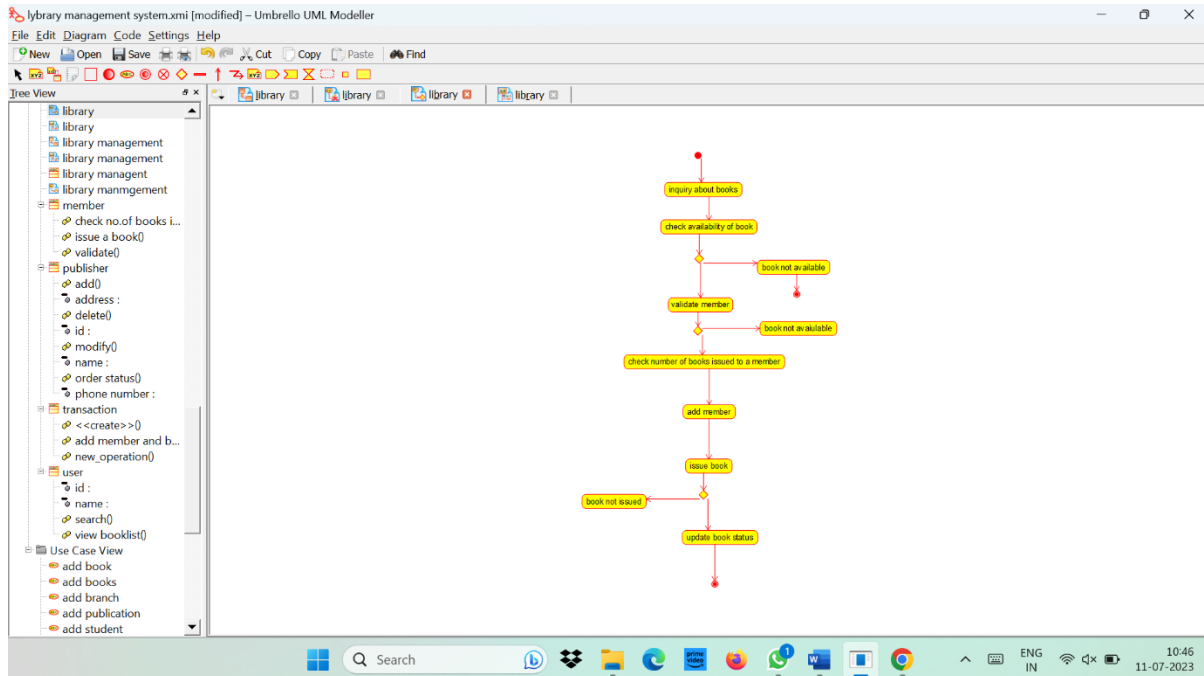 lybrary management system.xmi [modified] – Umbrello UML Modeller
File Edit Diagram Code Settings Help
New Open Save Cut Copy Paste Find
Tree View
library library library library
library
library
library management
library management
library managent
library manmgement
member
check no.of books i...
issue a book()
validate()
publisher
add()
address :
delete()
id :
modify()
name :
order status()
phone number :
transaction
<<create>>()
add member and b...
new_operation()
user
id :
name :
search()
view booklist()
Use Case View
add book
add books
add branch
add publication
add student
inquiry about books
check availability of book
book not available
validate member
book not avaiulable
check number of books issued to a member
add member
issue book
book not issued
update book status
Search
prime video
1
ENG
IN
10:46
11-07-2023